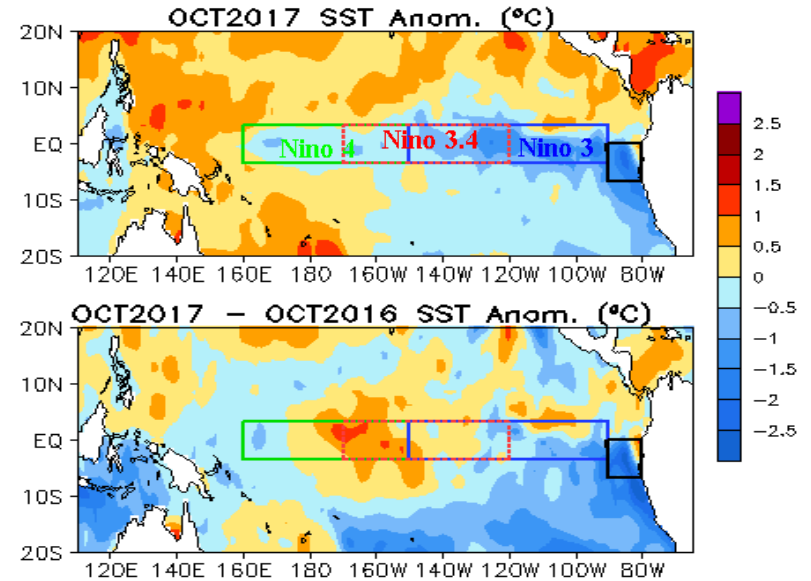 OCT2017 SST Anom. (ºC)
20N
10N
EQ
10S
20S
Nino 4
Nino 3.4
Nino 3
120E 140E 160E 180 160W 140W 120W 100W 80W
OCT2017 – OCT2016 SST Anom. (ºC)
20N
10N
EQ
10S
20S
120E 140E 160E 180 160W 140W 120W 100W 80W
2.5
2
1.5
1
0.5
0
−0.5
−1
−1.5
−2
−2.5